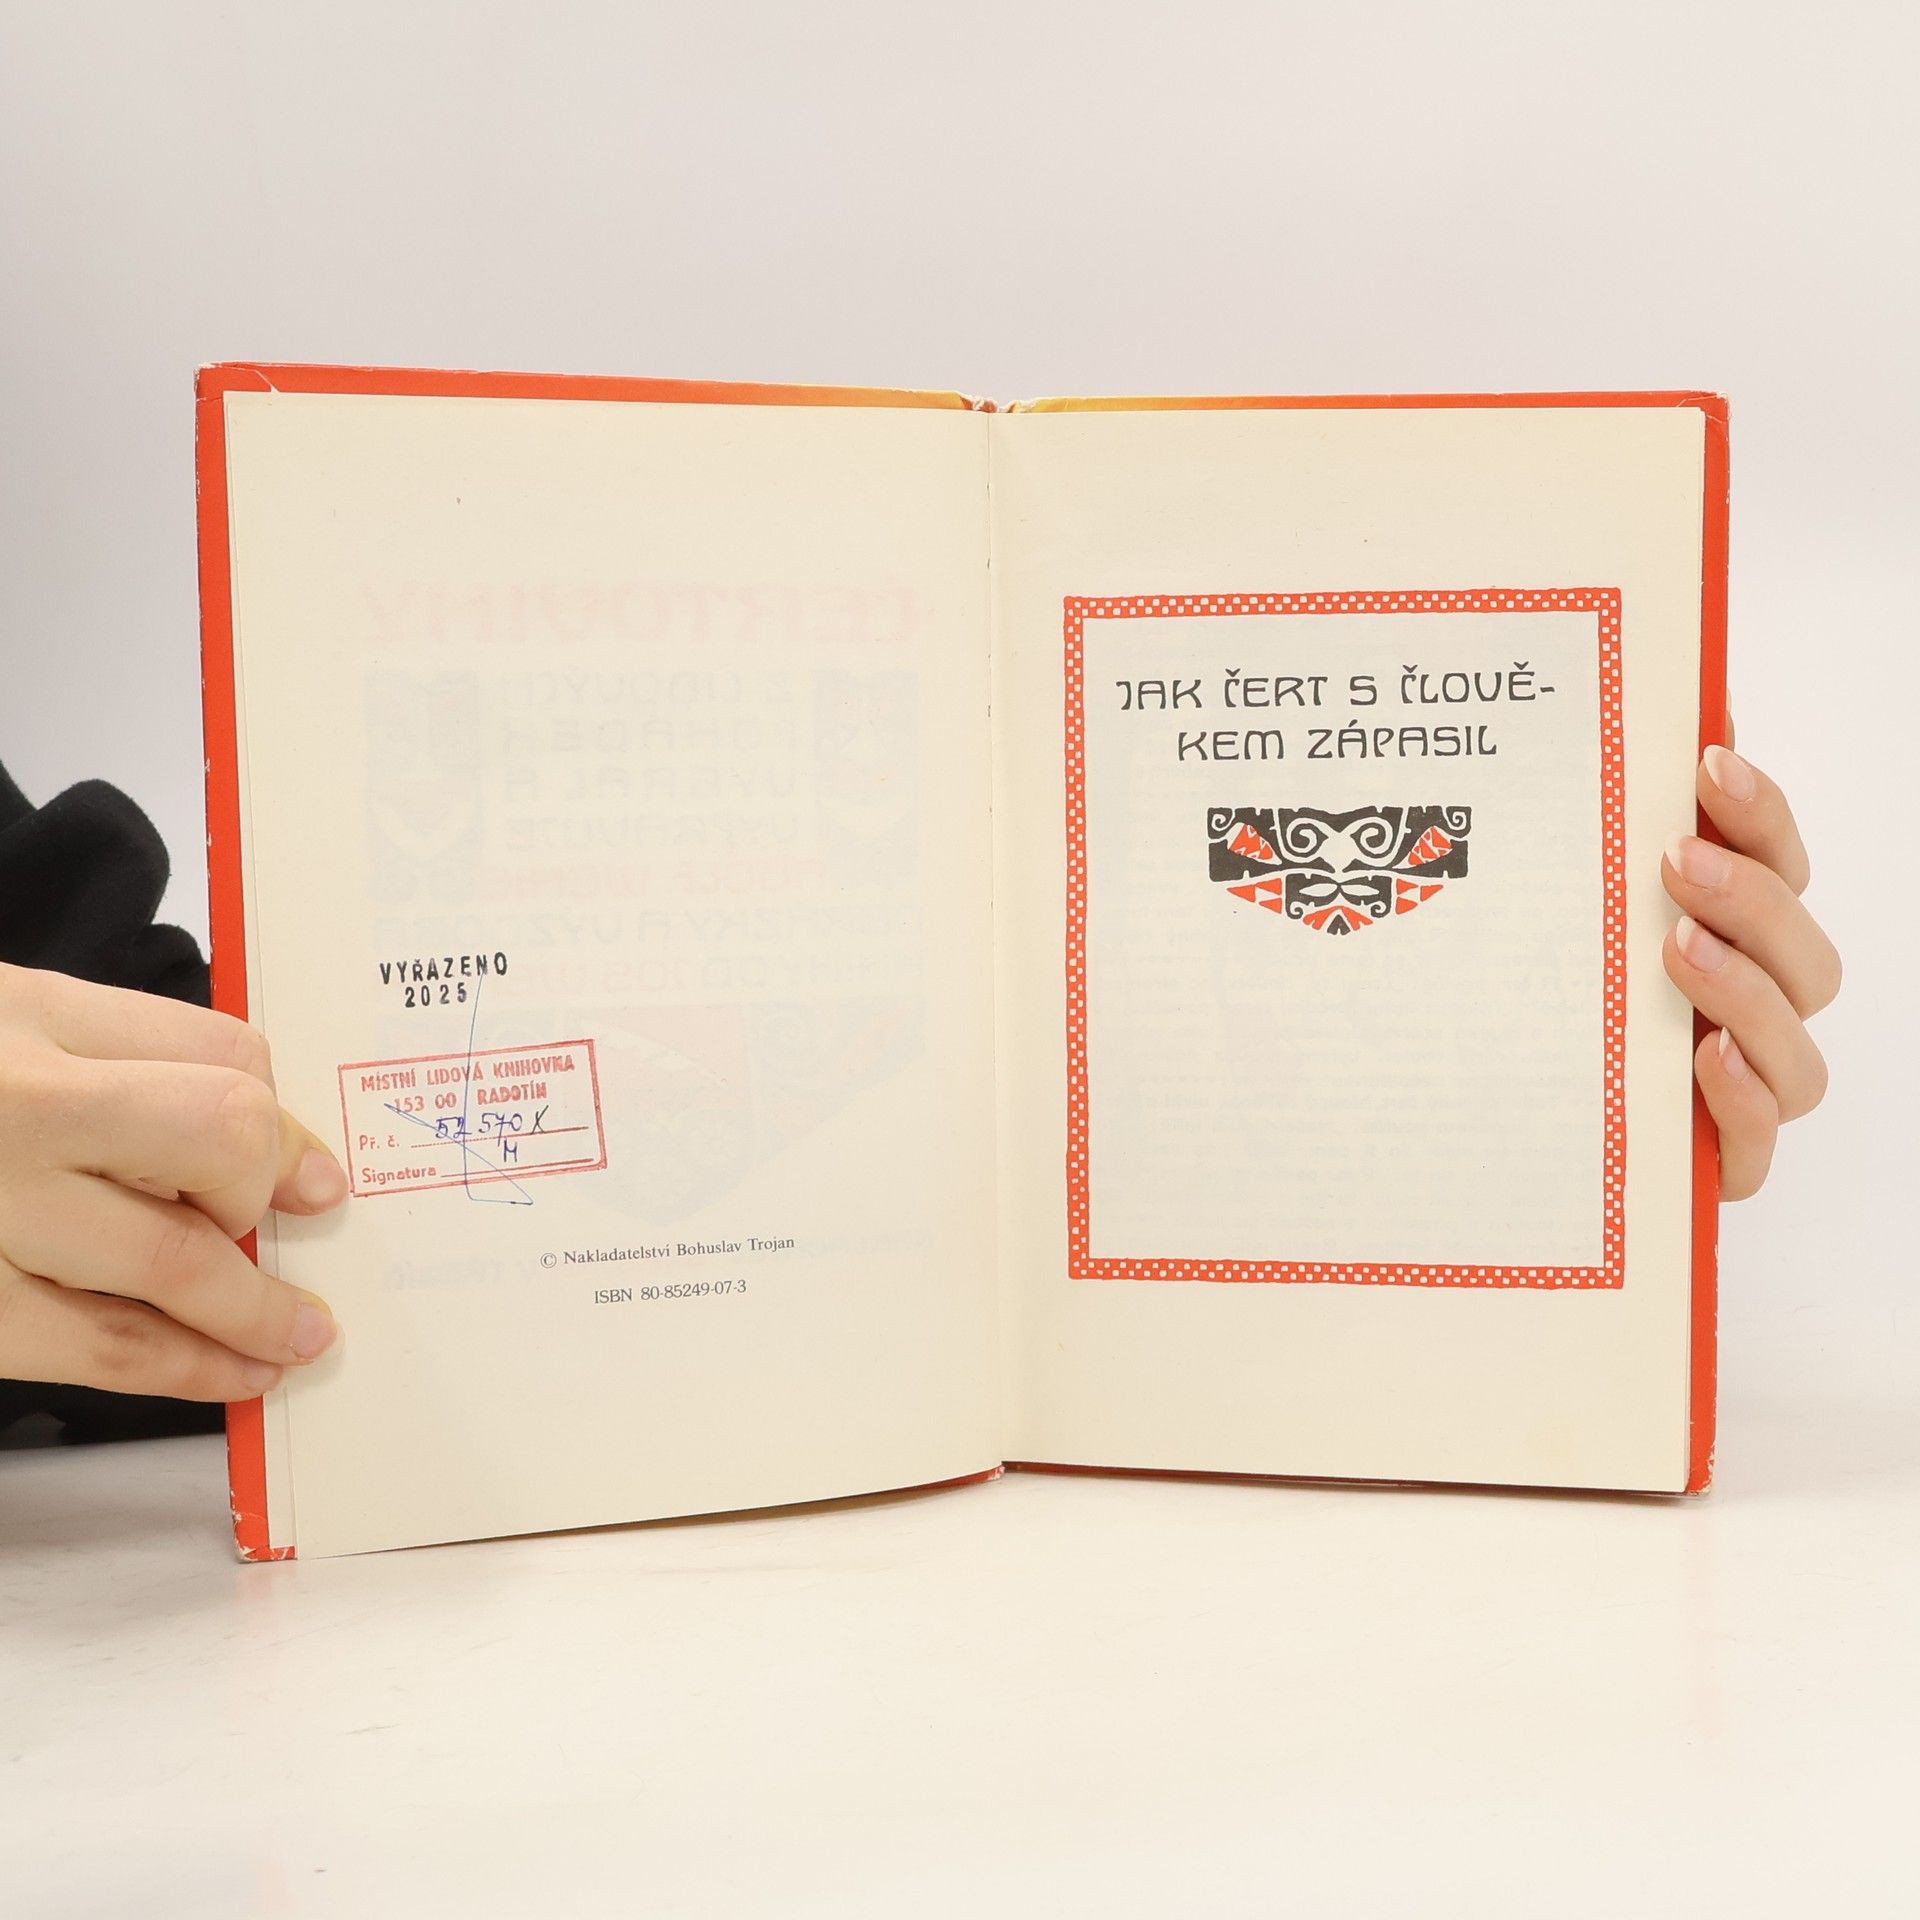 VYŘAZENO
2025
MÍSTNÍ LIDOVÁ KNIHOVNA
153 00 RADOTÍN
Př. č. 52 570 X
Signatura M
© Nakladatelství Bohuslav Trojan
ISBN 80-85249-07-3
JAK ČERT S ČLOVĚ-
KEM ZÁPASIL